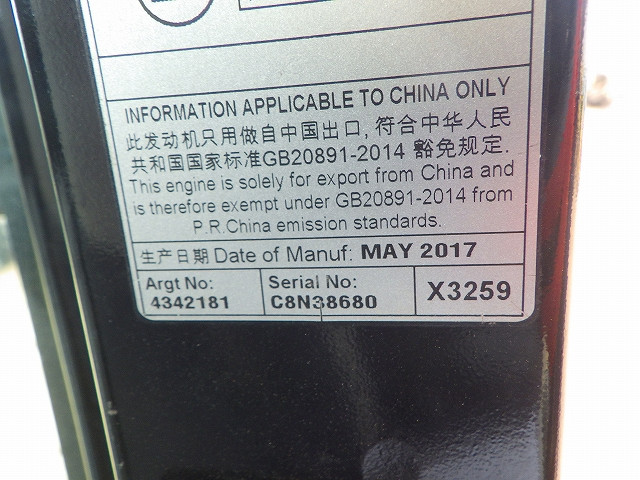 INFORMATION APPLICABLE TO CHINA ONLY
此发动机只用做自中国出口, 符合中华人民
共和国国家标准GB20891-2014 豁免规定.
This engine is solely for export from China and
is therefore exempt under GB20891-2014 from
P.R.China emission standards.
生产日期 Date of Manuf: MAY 2017
Argt No: Serial No:
4342181 C8N38680 X3259